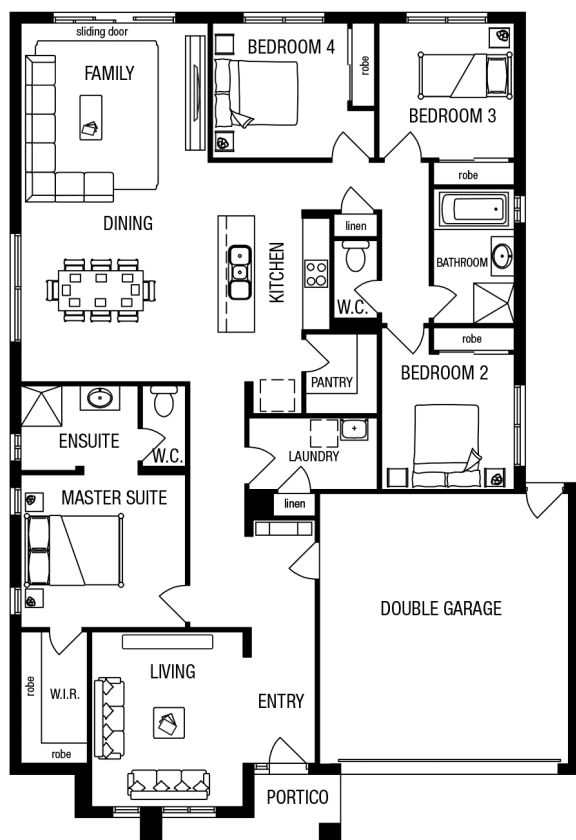 sliding door
FAMILY
BEDROOM 4
robe
BEDROOM 3
robe
DINING
linen
KITCHEN
W.C.
BATHROOM
robe
PANTRY
BEDROOM 2
ENSUITE
W.C.
LAUNDRY
MASTER SUITE
linen
DOUBLE GARAGE
LIVING
robe
W.I.R.
ENTRY
robe
PORTICO